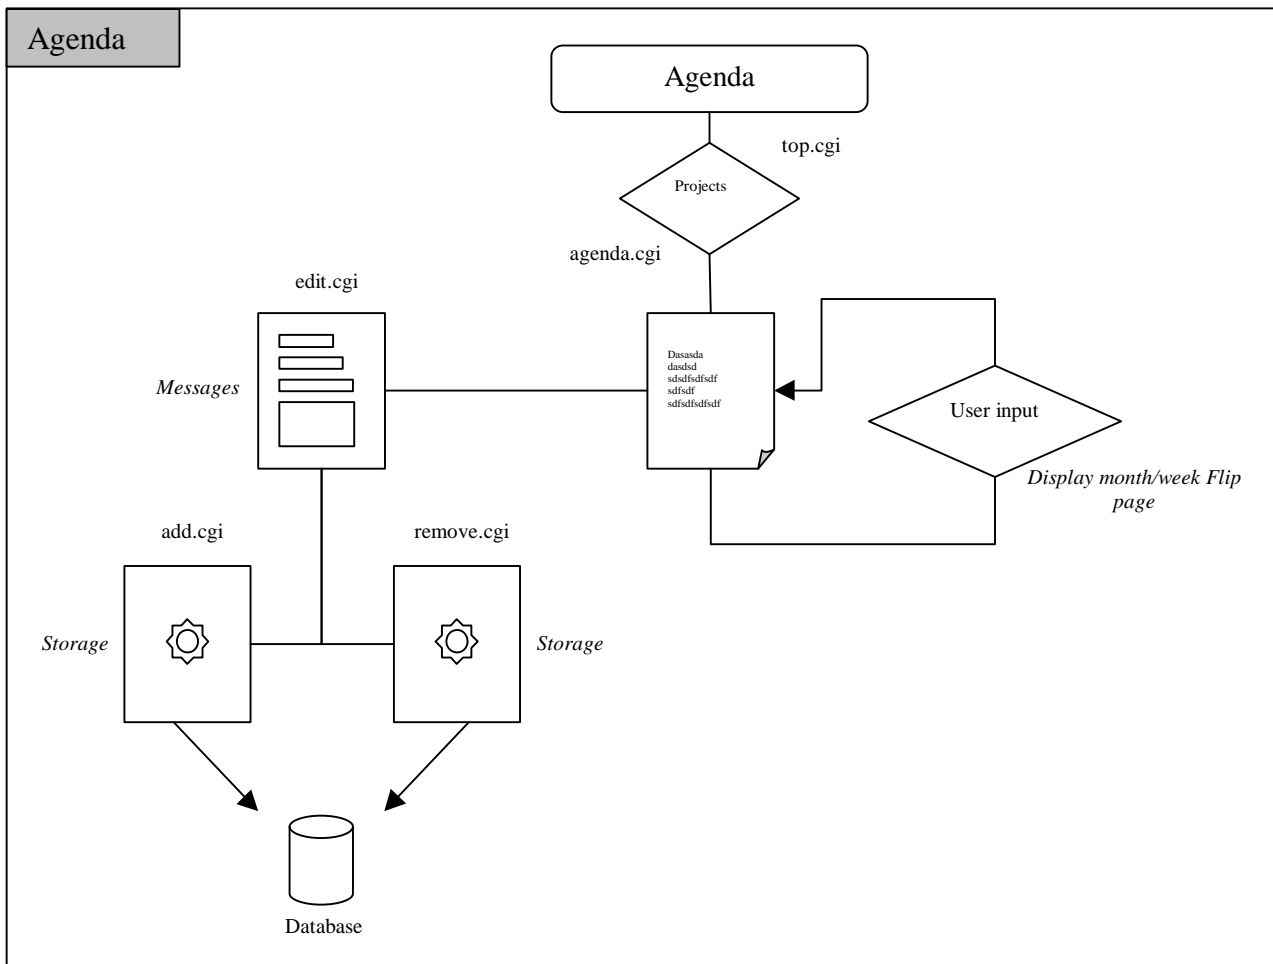 Agenda
Agenda
top.cgi
Projects
agenda.cgi
edit.cgi
Messages
Dasasda
dasdsd
sdsdfsdfsdf
sdfsdf
sdfsdfsdfsdf
User input
Display month/week Flip
page
add.cgi
remove.cgi
Storage
Storage
Database